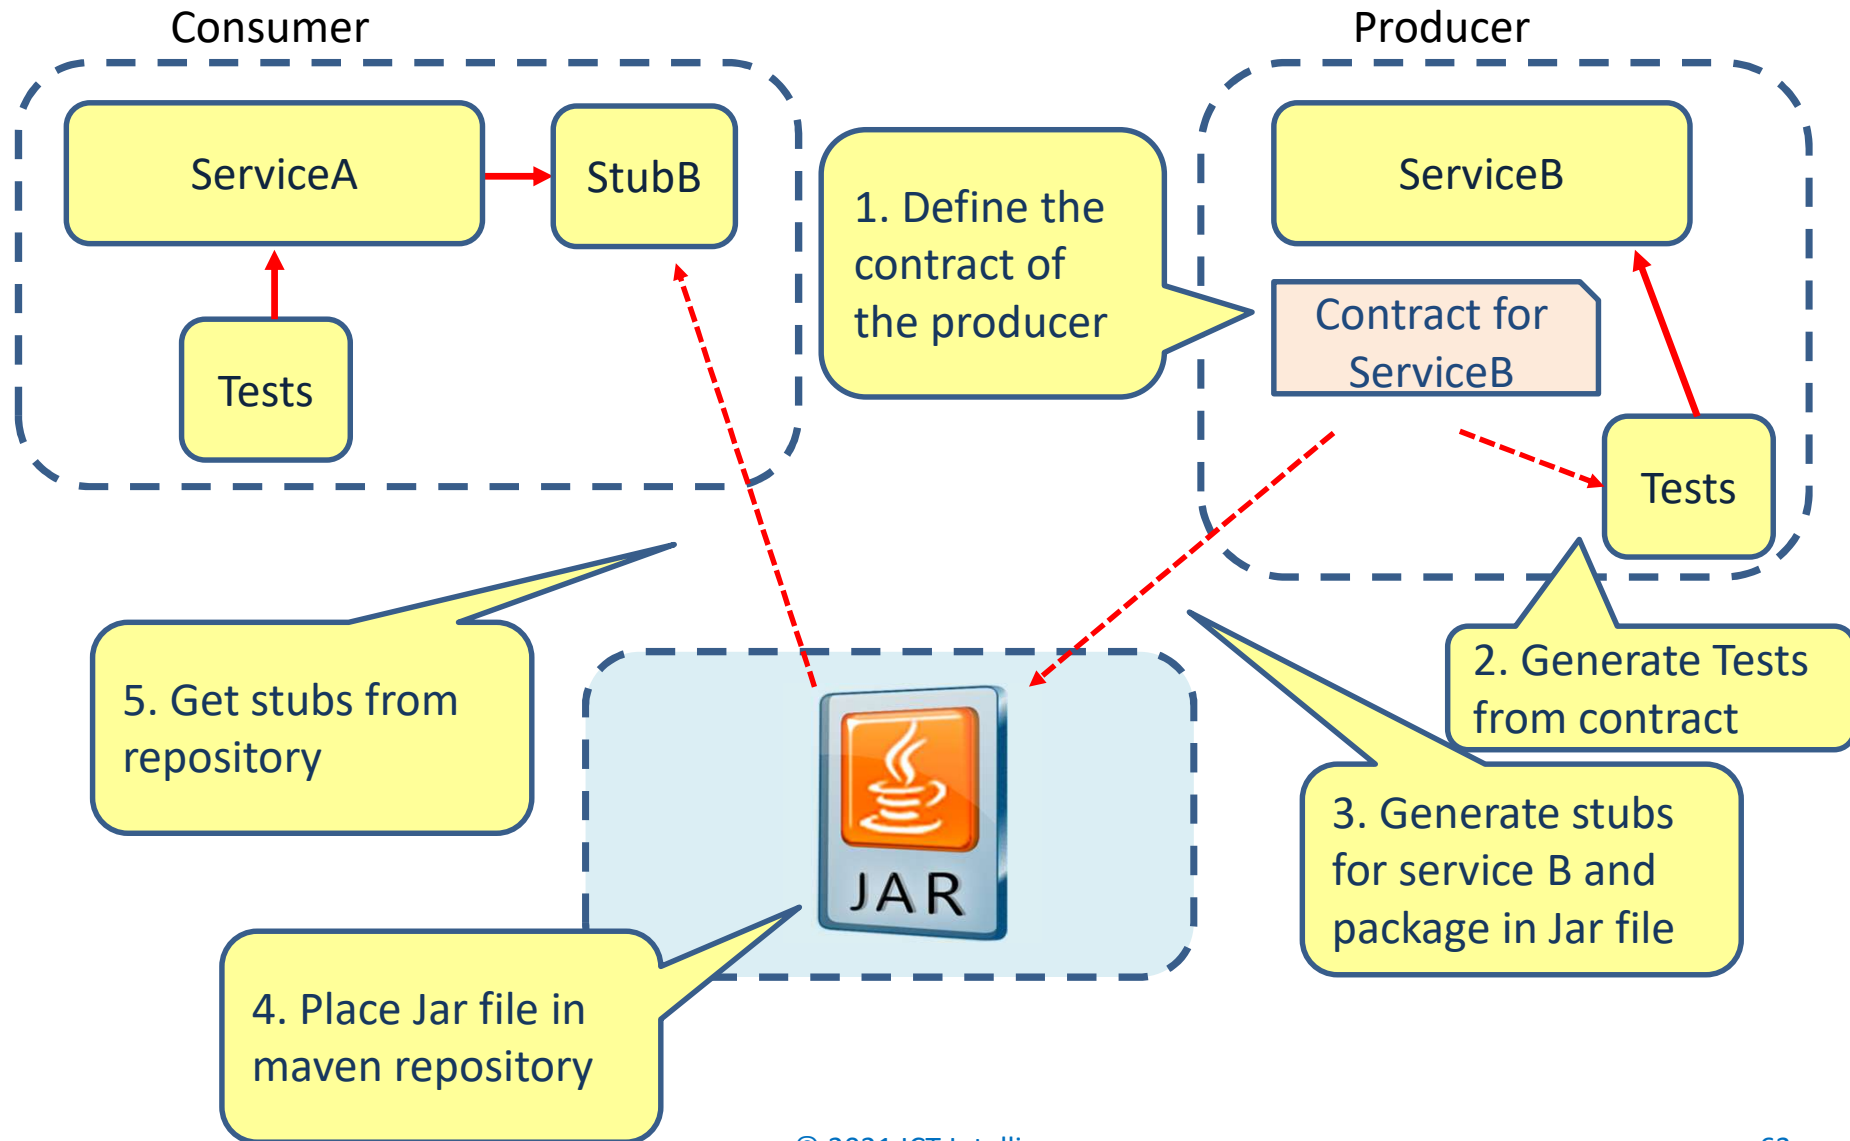 Consumer
Producer
ServiceA
StubB
Tests
1. Define the
contract of
the producer
ServiceB
Contract for
ServiceB
Tests
2. Generate Tests
from contract
3. Generate stubs
for service B and
package in Jar file
5. Get stubs from
repository
JAR
4. Place Jar file in
maven repository